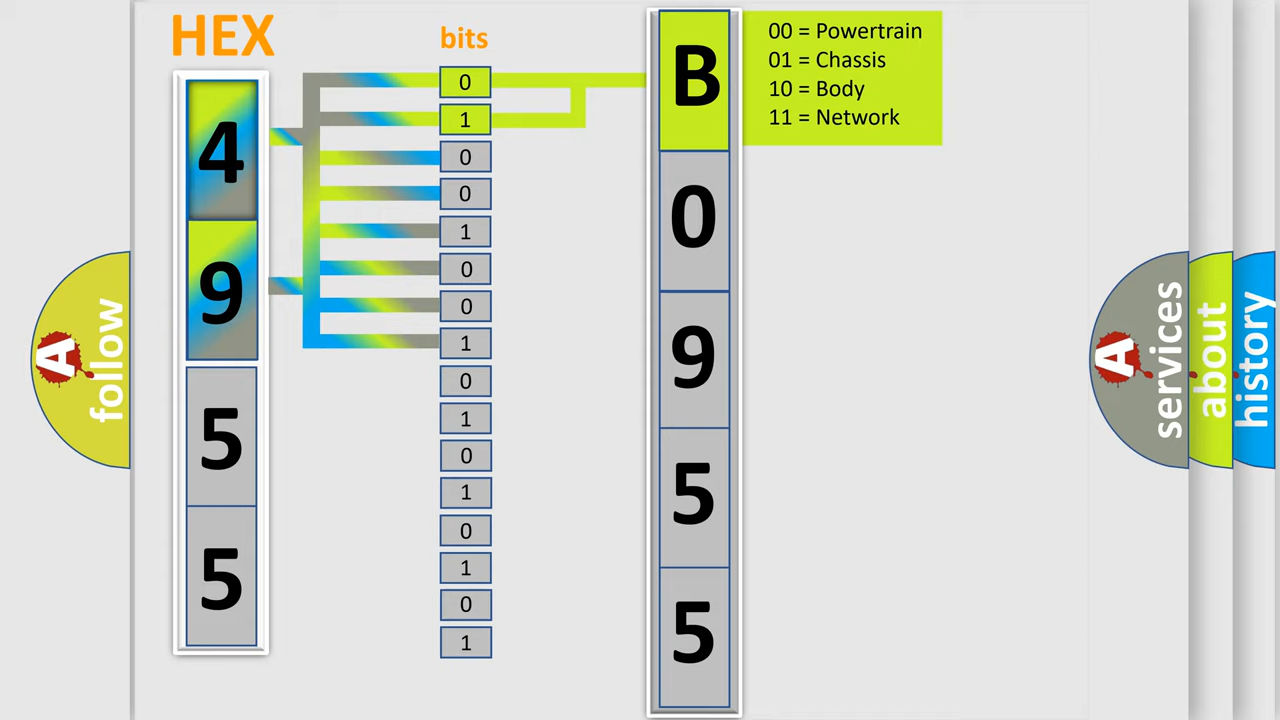 HEX
bits
4
9
5
5
0
1
0
0
1
0
0
1
0
1
0
1
0
1
0
1
B
0
9
5
5
00 = Powertrain
01 = Chassis
10 = Body
11 = Network
A
follow
A
services
about
history